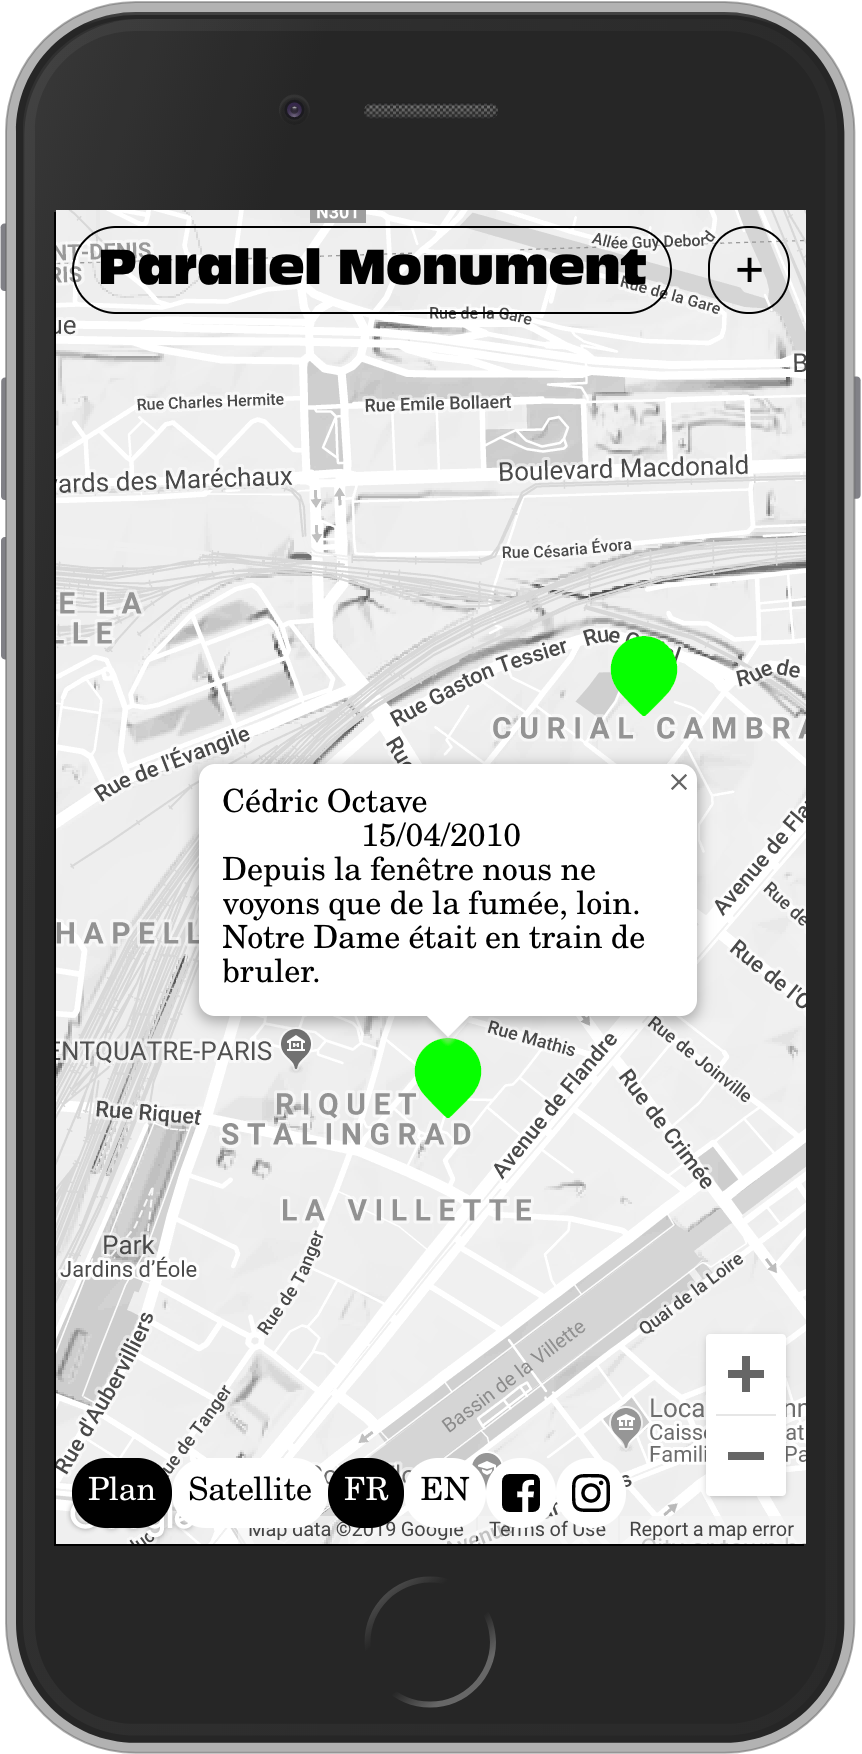 N301
Allée Guy Debord
Parallel Monument
+
Rue de la Gare
Rue de la Gare
Rue Charles Hermite
Rue Emile Bollaert
ards des Maréchaux
Boulevard Macdonald
Rue Césaria Évora
E LA
LLE
Rue Gaston Tessier
Rue
Rue de
CURIAL CAMBRA
Rue de l'Évangile
Cédric Octave
15/04/2010
Depuis la fenêtre nous ne
voyons que de la fumée, loin.
Notre Dame était en train de
bruler.
Avenue de Fla
Rue de
HAPELL
Rue de l'O
ENTQUATRE-PARIS
Rue Mathis
Rue de Joinville
Avenue de Flandre
Rue de Crimée
RIQUET
STALINGRAD
Rue Riquet
LA VILLETTE
Park
Jardins d'Éole
Rue de Tanger
Quai de la Loire
Bassin de la Villette
Rue d'Aubervilliers
ue de Tanger
+
Loca
Caiss
Famili
−
Plan
Satellite
FR
EN
Map data ©2019 Google
Terms of Use
Report a map error